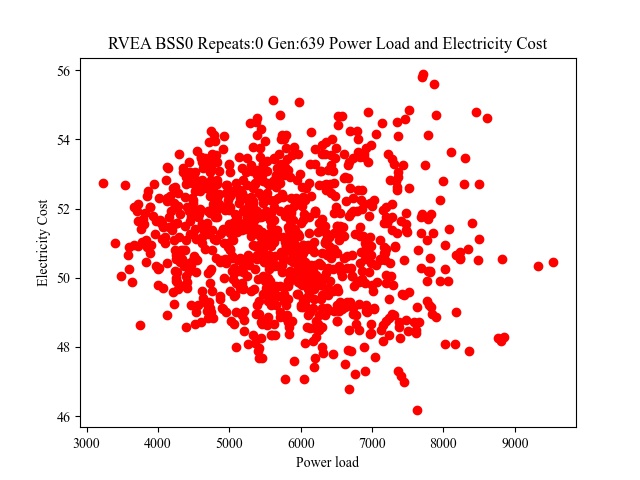 RVEA BSS0 Repeats:0 Gen:639 Power Load and Electricity Cost
56
54
52
50
48
46
Electricity Cost
3000 4000 5000 6000 7000 8000 9000
Power load